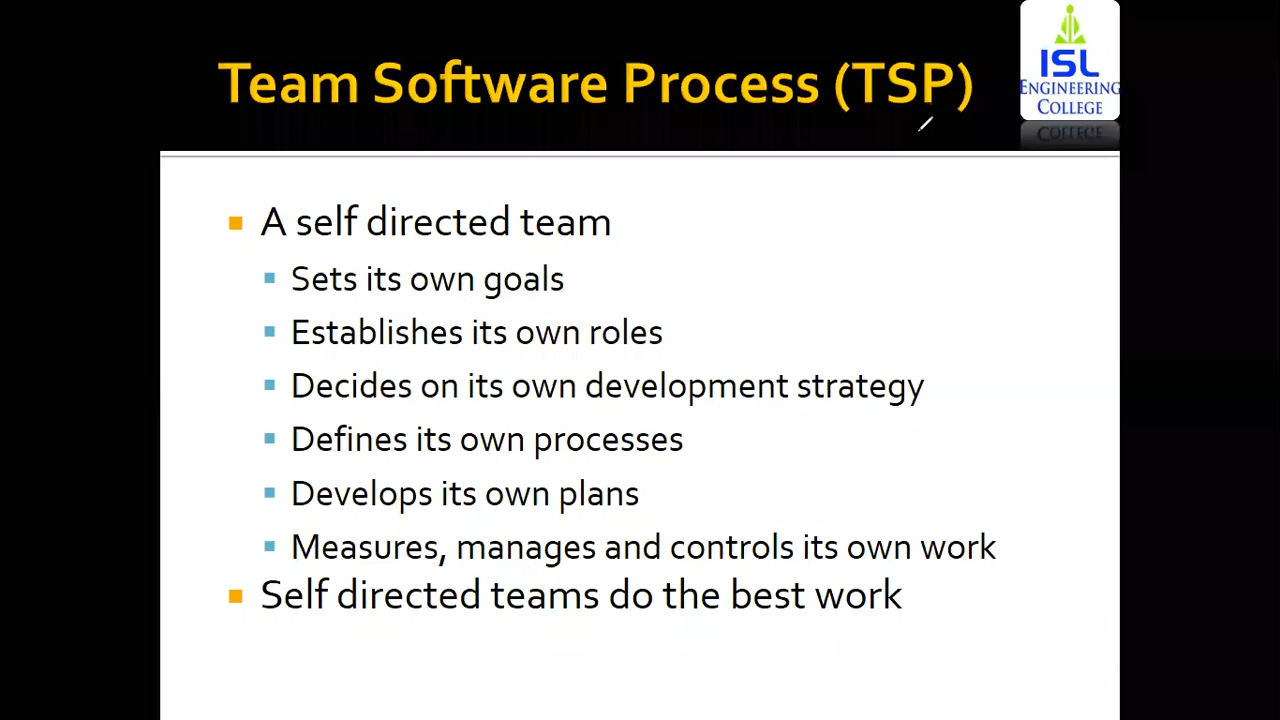 Team Software Process (TSP)
ISL
ENGINEERING
COLLEGE
A self directed team
Sets its own goals
Establishes its own roles
Decides on its own development strategy
Defines its own processes
Develops its own plans
Measures, manages and controls its own work
Self directed teams do the best work